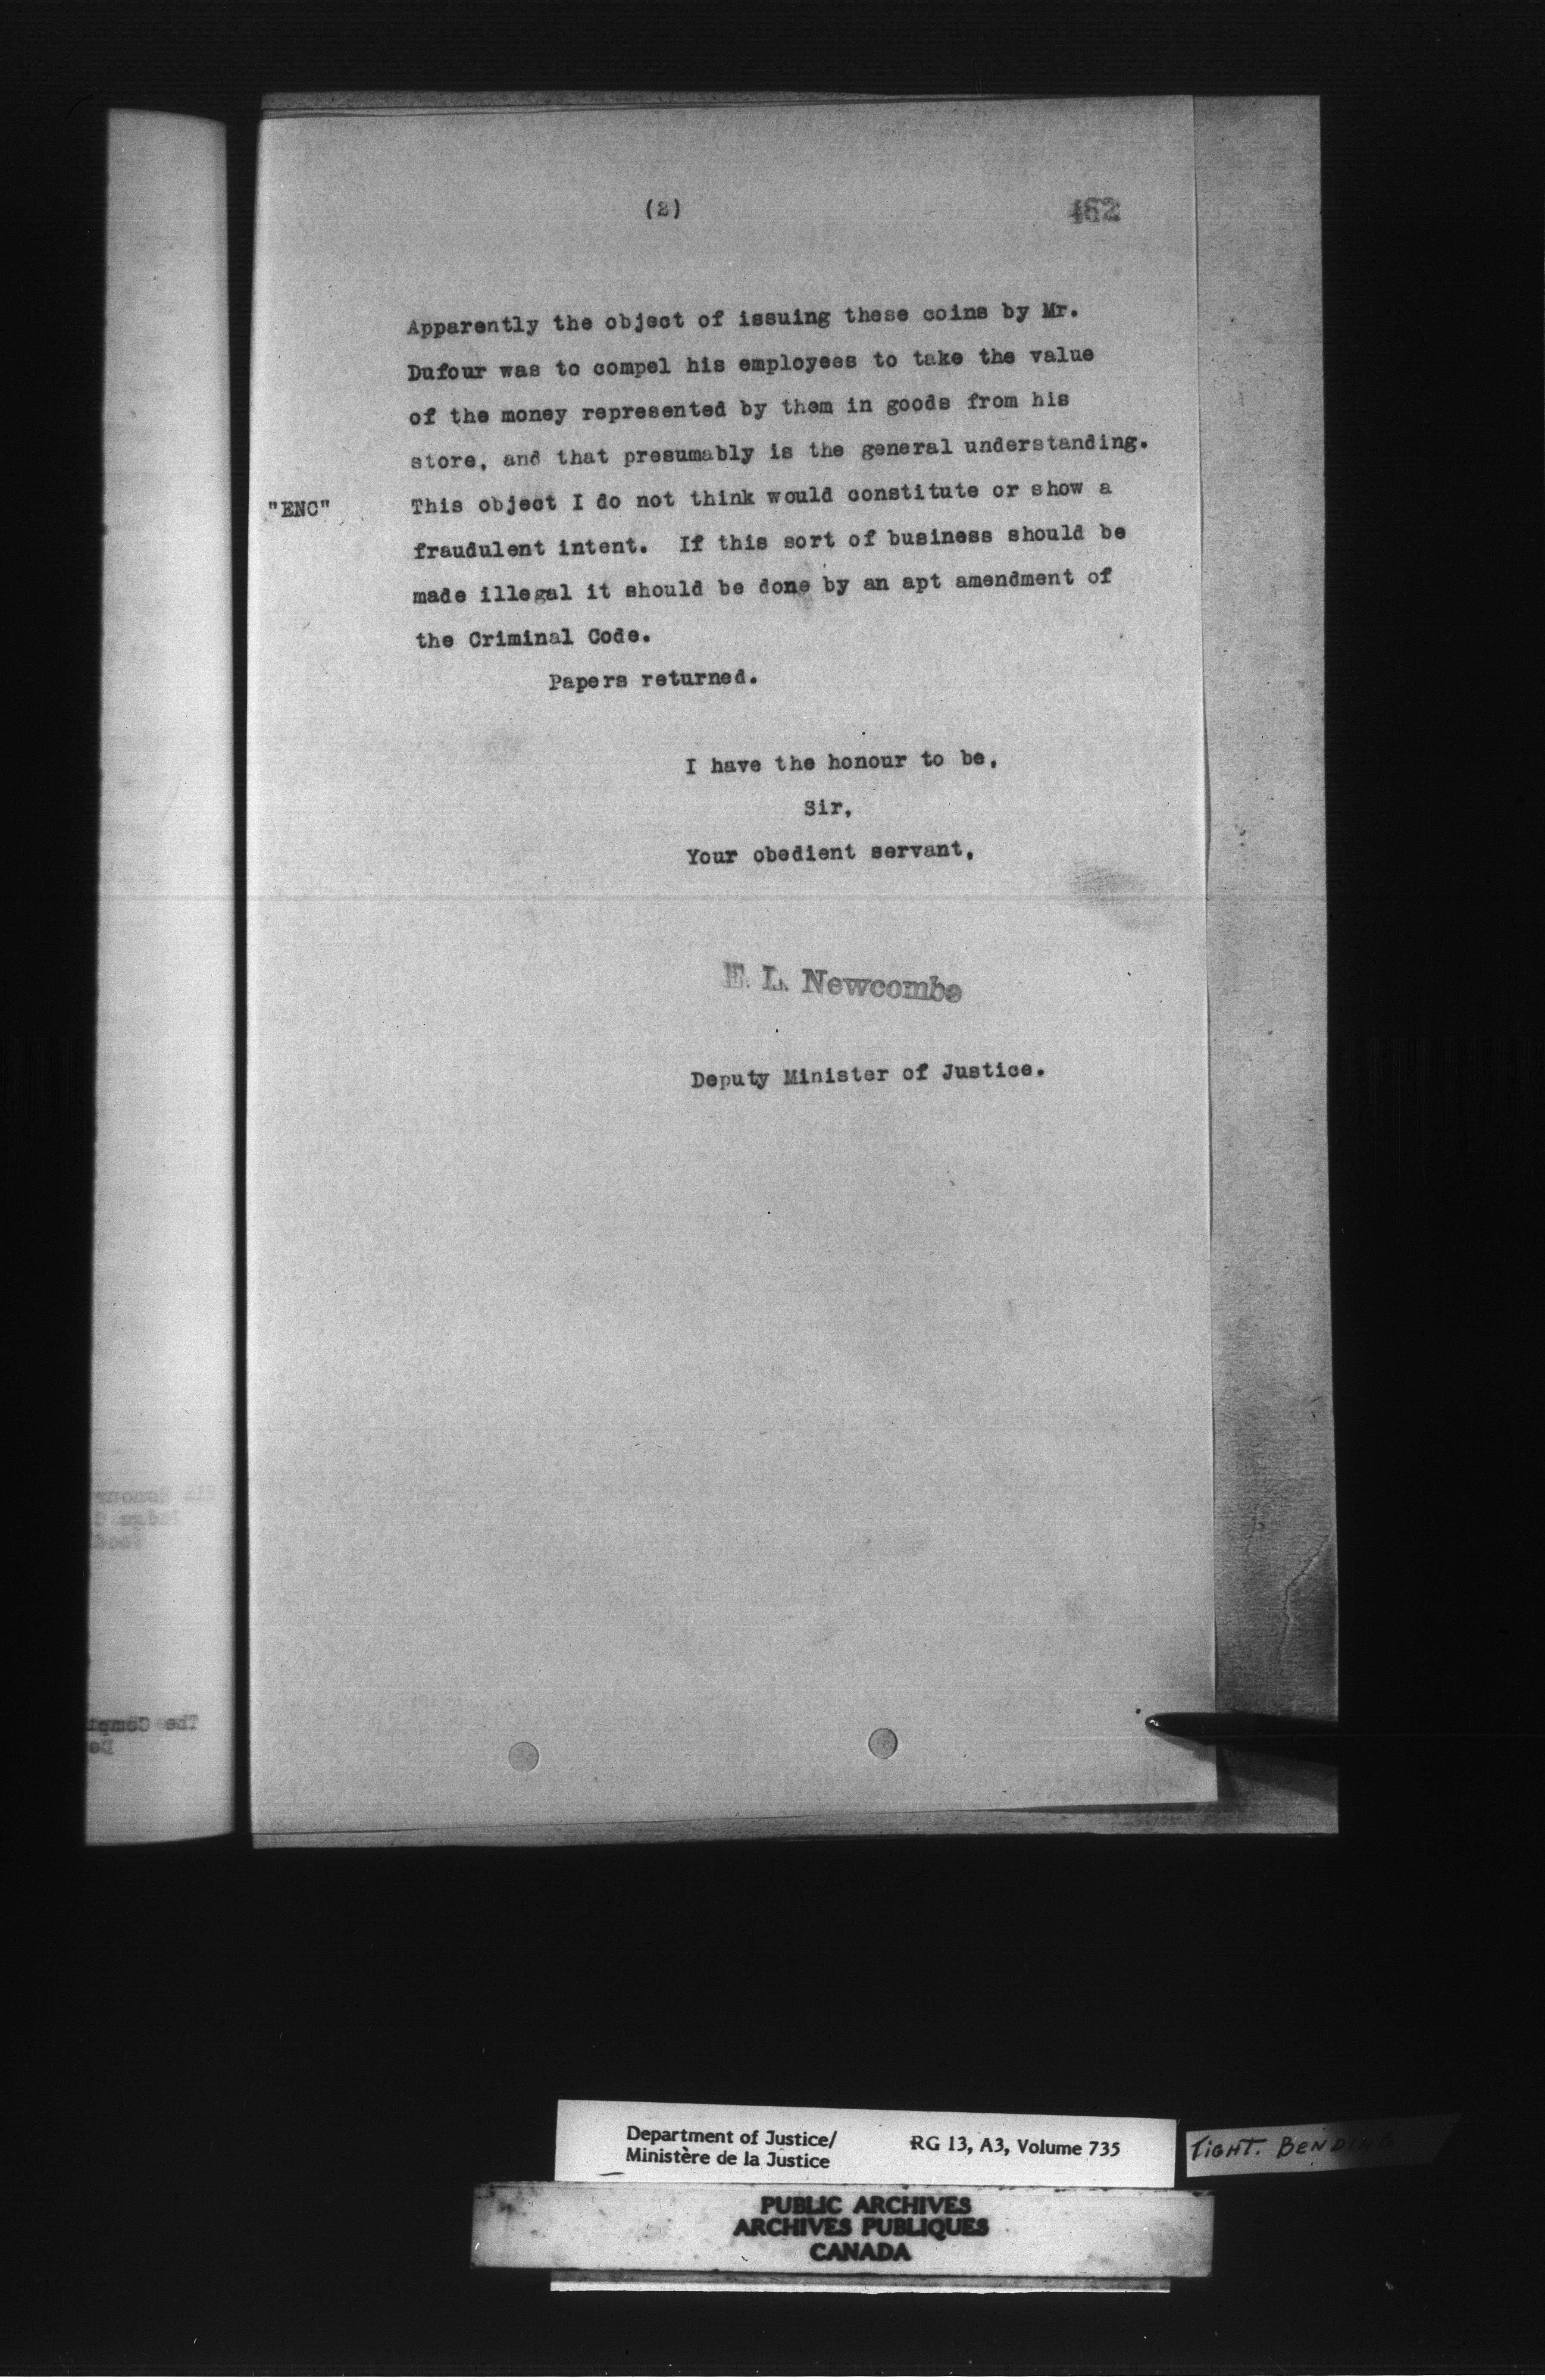 (2)
462
Apparently the object of issuing these coins by Mr.
Dufour was to compel his employees to take the value
of the money represented by them in goods from his
store, and that presumably is the general understanding.
"ENC"
This object I do not think would constitute or show a
fraudulent intent. If this sort of business should be
made illegal it should be done by an apt amendment of
the Criminal Code.
Papers returned.
I have the honour to be,
Sir,
Your obedient servant,
E. L. Newcombe
Deputy Minister of Justice.
Department of Justice/
Ministère de la Justice
RG 13, A3, Volume 735
TIGHT. BENDING
PUBLIC ARCHIVES
ARCHIVES PUBLIQUES
CANADA